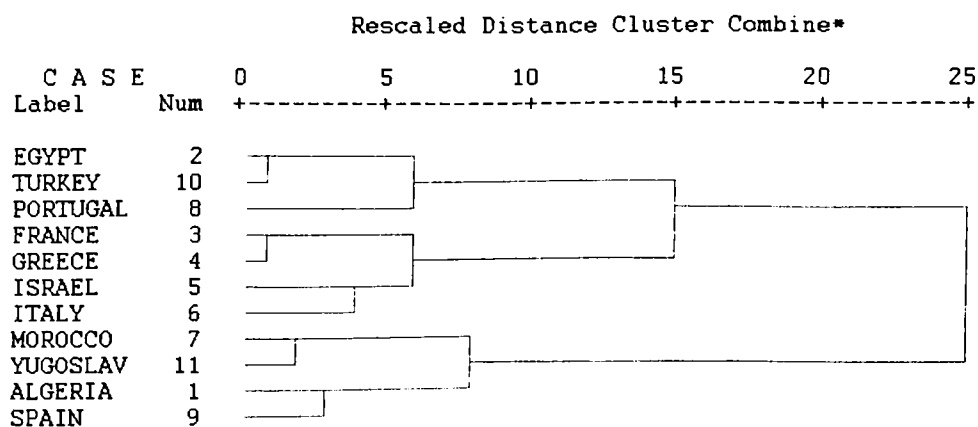 Rescaled Distance Cluster Combine*
C A S E 0 5 10 15 20 25
Label Num +---------+---------+---------+---------+---------+
EGYPT 2
TURKEY 10
PORTUGAL 8
FRANCE 3
GREECE 4
ISRAEL 5
ITALY 6
MOROCCO 7
YUGOSLAV 11
ALGERIA 1
SPAIN 9